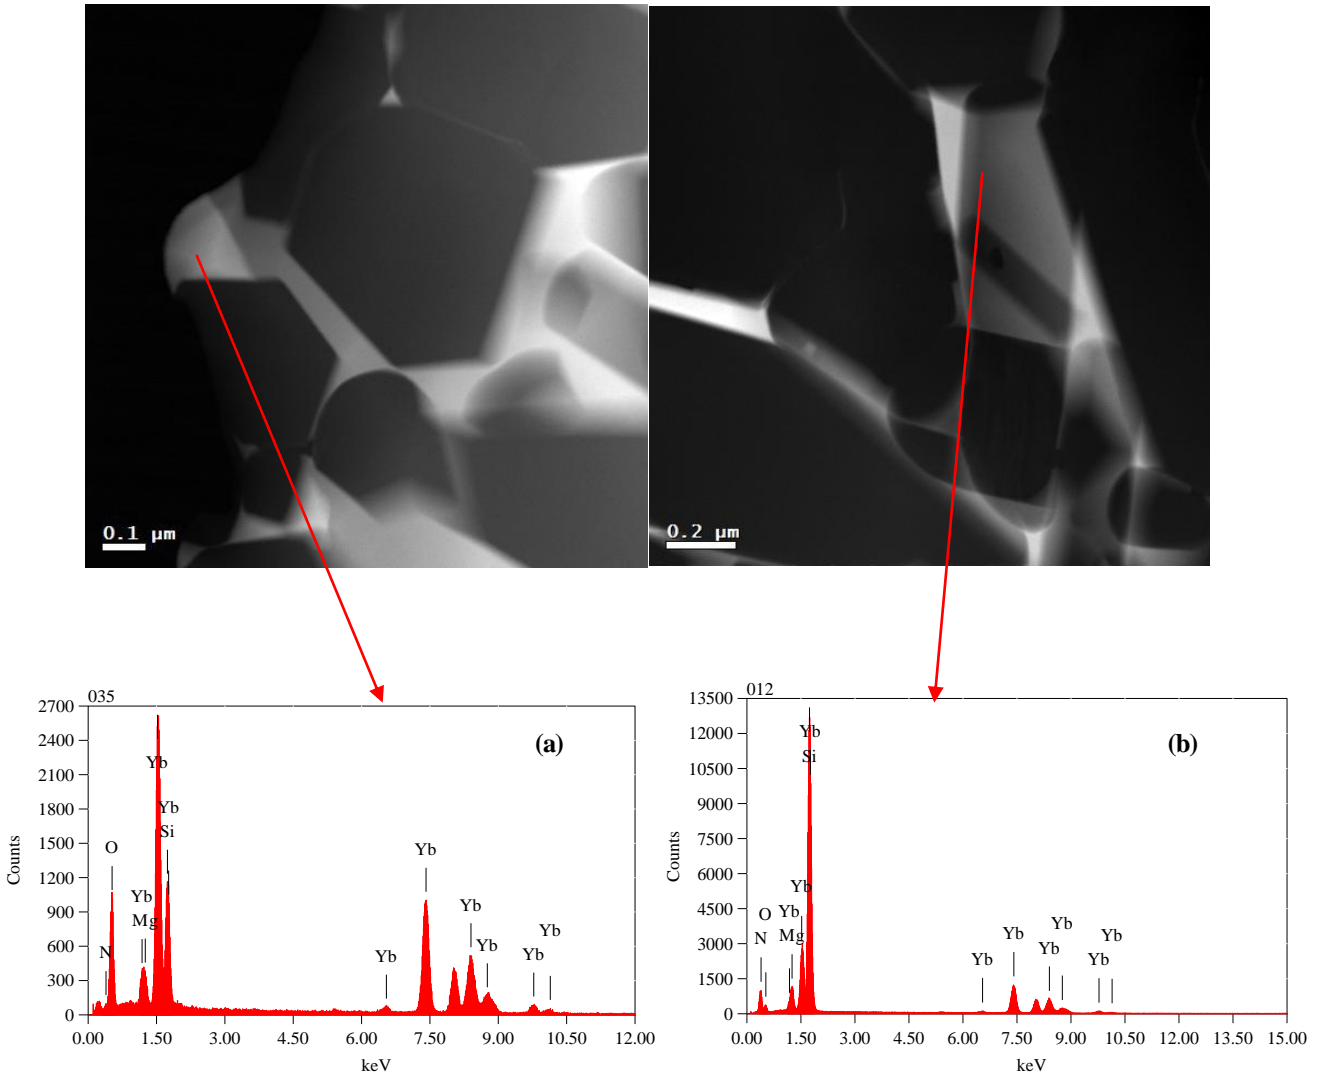 0.1 µm
0.2 µm
035
(a)
Counts
2700
2400
2100
1800
1500
1200
900
600
300
0
O
N
Yb
Mg
Yb
Yb
Si
Yb
Yb
Yb
Yb
Yb
Yb
0.00 1.50 3.00 4.50 6.00 7.50 9.00 10.50 12.00
keV
012
(b)
Counts
13500
12000
10500
9000
7500
6000
4500
3000
1500
0
O
N
Yb
Mg
Yb
Yb
Si
Yb
Yb
Yb
Yb
Yb
Yb
0.00 1.50 3.00 4.50 6.00 7.50 9.00 10.50 12.00 13.50 15.00
keV